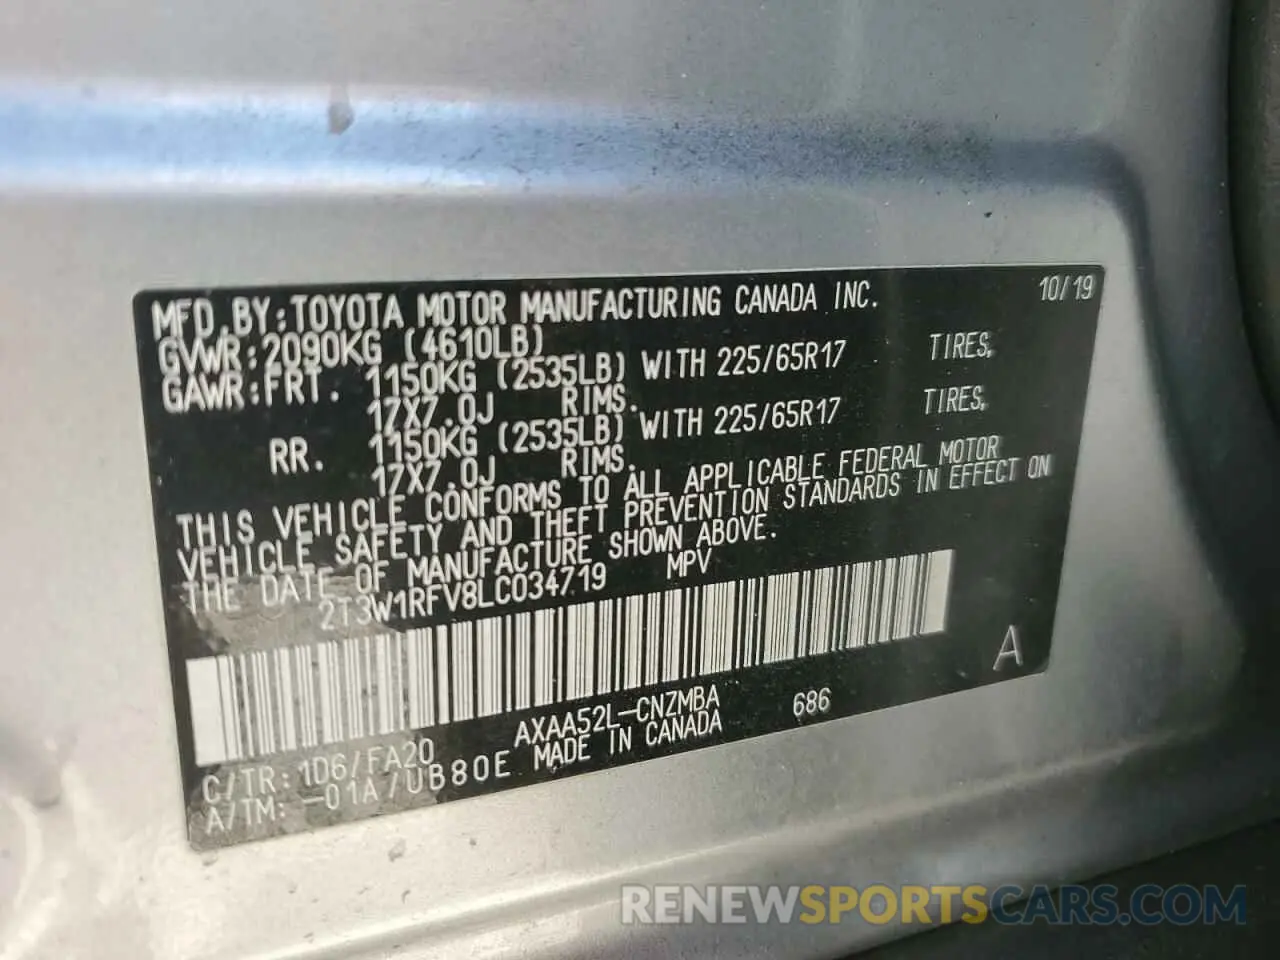 MFD.BY:TOYOTA MOTOR MANUFACTURING CANADA INC. 10/19
GVWR:2090KG (4610LB)
GAWR:FRT. 1150KG (2535LB) WITH 225/65R17 TIRES,
17X7.0J RIMS.
RR. 1150KG (2535LB) WITH 225/65R17 TIRES,
17X7.0J RIMS.
THIS VEHICLE CONFORMS TO ALL APPLICABLE FEDERAL MOTOR
VEHICLE SAFETY AND THEFT PREVENTION STANDARDS IN EFFECT ON
THE DATE OF MANUFACTURE SHOWN ABOVE.
2T3W1RFV8LC034719 MPV
A
AXAA52L-CNZMBA 686
C/TR:1D6/FA20 MADE IN CANADA
A/TM:-01A/UB80E
RENEWSPORTSCARS.COM